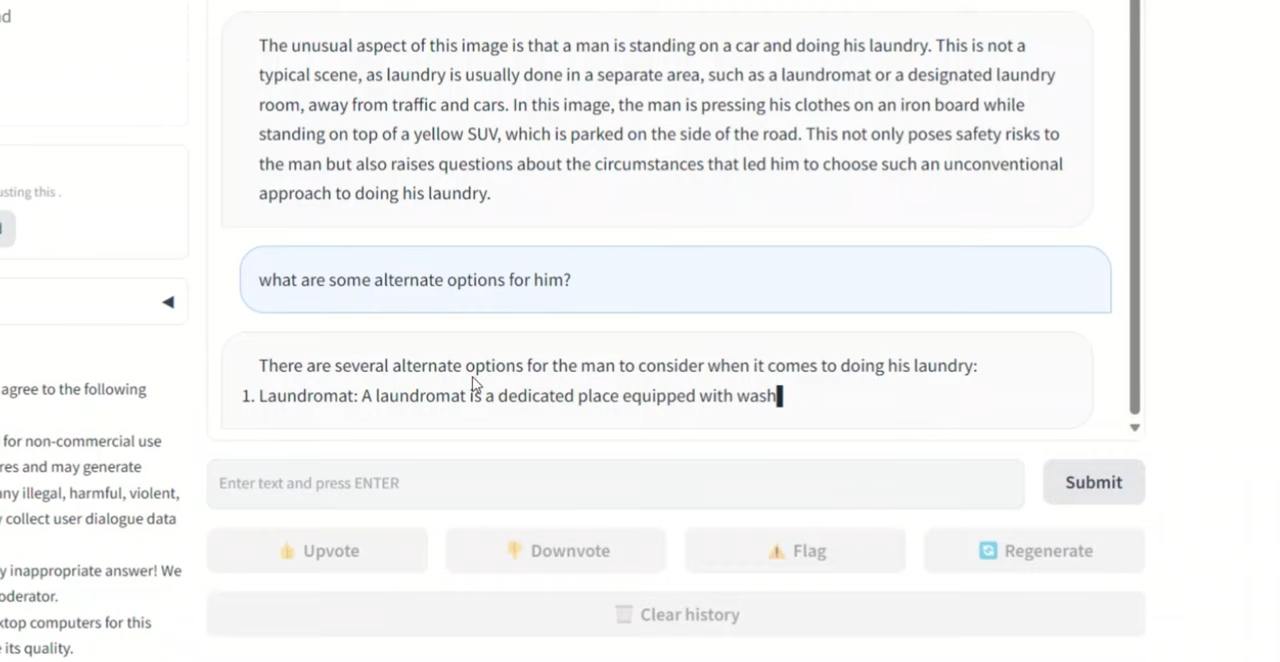 nd
usting this .
agree to the following
for non-commercial use
res and may generate
any illegal, harmful, violent,
collect user dialogue data
y inappropriate answer! We
oderator.
ktop computers for this
its quality.
The unusual aspect of this image is that a man is standing on a car and doing his laundry. This is not a
typical scene, as laundry is usually done in a separate area, such as a laundromat or a designated laundry
room, away from traffic and cars. In this image, the man is pressing his clothes on an iron board while
standing on top of a yellow SUV, which is parked on the side of the road. This not only poses safety risks to
the man but also raises questions about the circumstances that led him to choose such an unconventional
approach to doing his laundry.
what are some alternate options for him?
There are several alternate options for the man to consider when it comes to doing his laundry:
1. Laundromat: A laundromat is a dedicated place equipped with wash
Enter text and press ENTER
Submit
Upvote
Downvote
Flag
Regenerate
Clear history